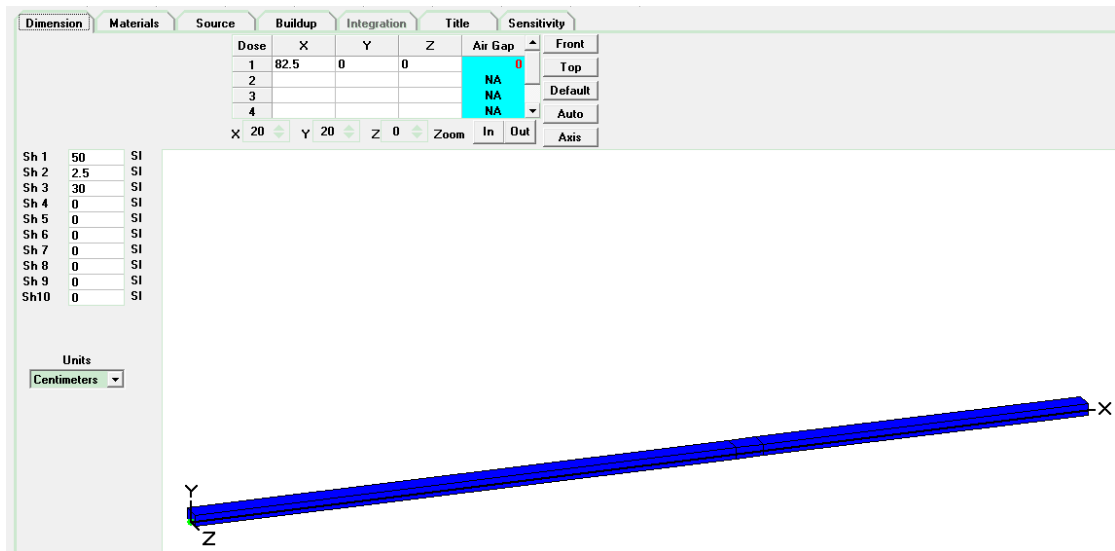 Dimension Materials Source Buildup Integration Title Sensitivity
Dose X Y Z Air Gap Front
1 82.5 0 0 0 Top
2 NA
3 NA Default
4 NA Auto
X 20 Y 20 Z 0 Zoom In Out Axis
Sh 1 50 SI
Sh 2 2.5 SI
Sh 3 30 SI
Sh 4 0 SI
Sh 5 0 SI
Sh 6 0 SI
Sh 7 0 SI
Sh 8 0 SI
Sh 9 0 SI
Sh10 0 SI
Units
Centimeters
X
Y
Z